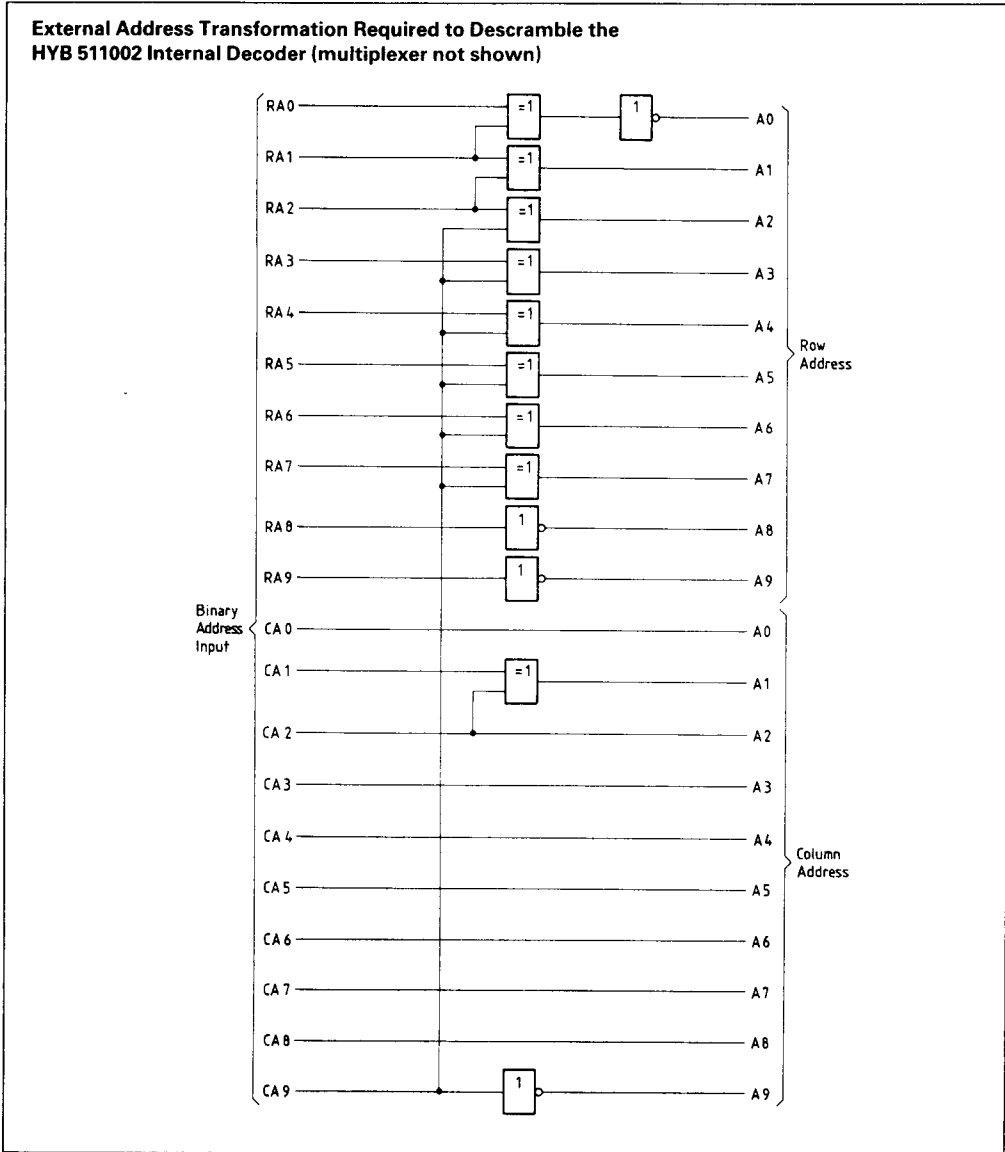 External Address Transformation Required to Descramble the
HYB 511002 Internal Decoder (multiplexer not shown)
RA0 =1 1 A0
RA1 =1 A1
RA2 =1 A2
RA3 =1 A3
RA4 =1 A4
RA5 =1 A5
RA6 =1 A6
RA7 =1 A7
RA8 1 A8
RA9 1 A9
Row
Address
Binary
Address
Input
CA0 A0
CA1 =1 A1
CA2 A2
CA3 A3
CA4 A4
CA5 A5
CA6 A6
CA7 A7
CA8 A8
CA9 1 A9
Column
Address